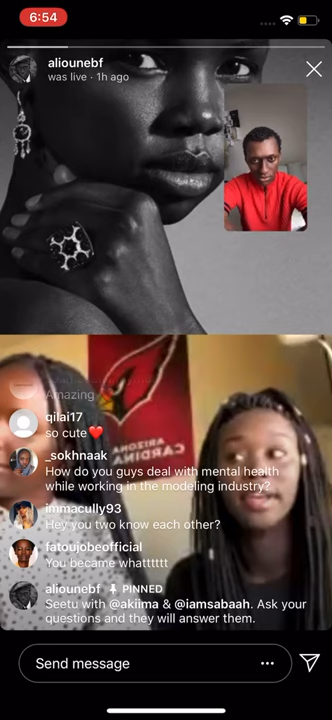 6:54
aliounebf
was live · 1h ago
ARIZONA
CARDINA
Amazing
qilai17
so cute❤️
_sokhnaak
How do you guys deal with mental health
while working in the modeling industry?
immacully93
Hey you two know each other?
fatoujobeofficial
You became whatttttt
aliounebf PINNED
Seetu with @akiima & @iamsabaah. Ask your
questions and they will answer them.
Send message